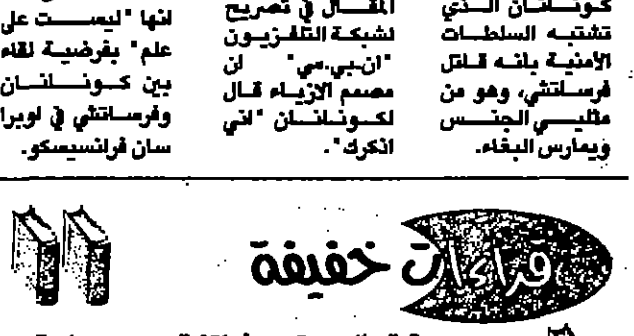 كونانان الذي
تشتبه السلطات
الأمنية بانه قاتل
فرساتشي، وهو من
مثليي الجنس
ويمارس البغاء.
المقال في تصريح
لشبكة التلفزيون
"ان.بي.سي" ان
مصمم الازياء قال
لكونانان "اني
اتذكرك".
انها "ليست على
علم" بفرضية لقاء
بين كونانان
وفرساتشي في اوبرا
سان فرانسيسكو.
قراءات خفيفة